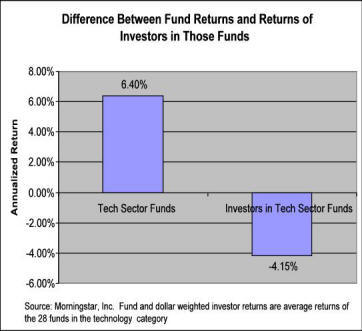 Difference Between Fund Returns and Returns of
Investors in Those Funds
8.00%
6.00%
4.00%
2.00%
0.00%
-2.00%
-4.00%
-6.00%
Annualized Return
6.40%
Tech Sector Funds
Investors in Tech Sector Funds
-4.15%
Source: Morningstar, Inc. Fund and dollar weighted investor returns are average returns of
the 28 funds in the technology category